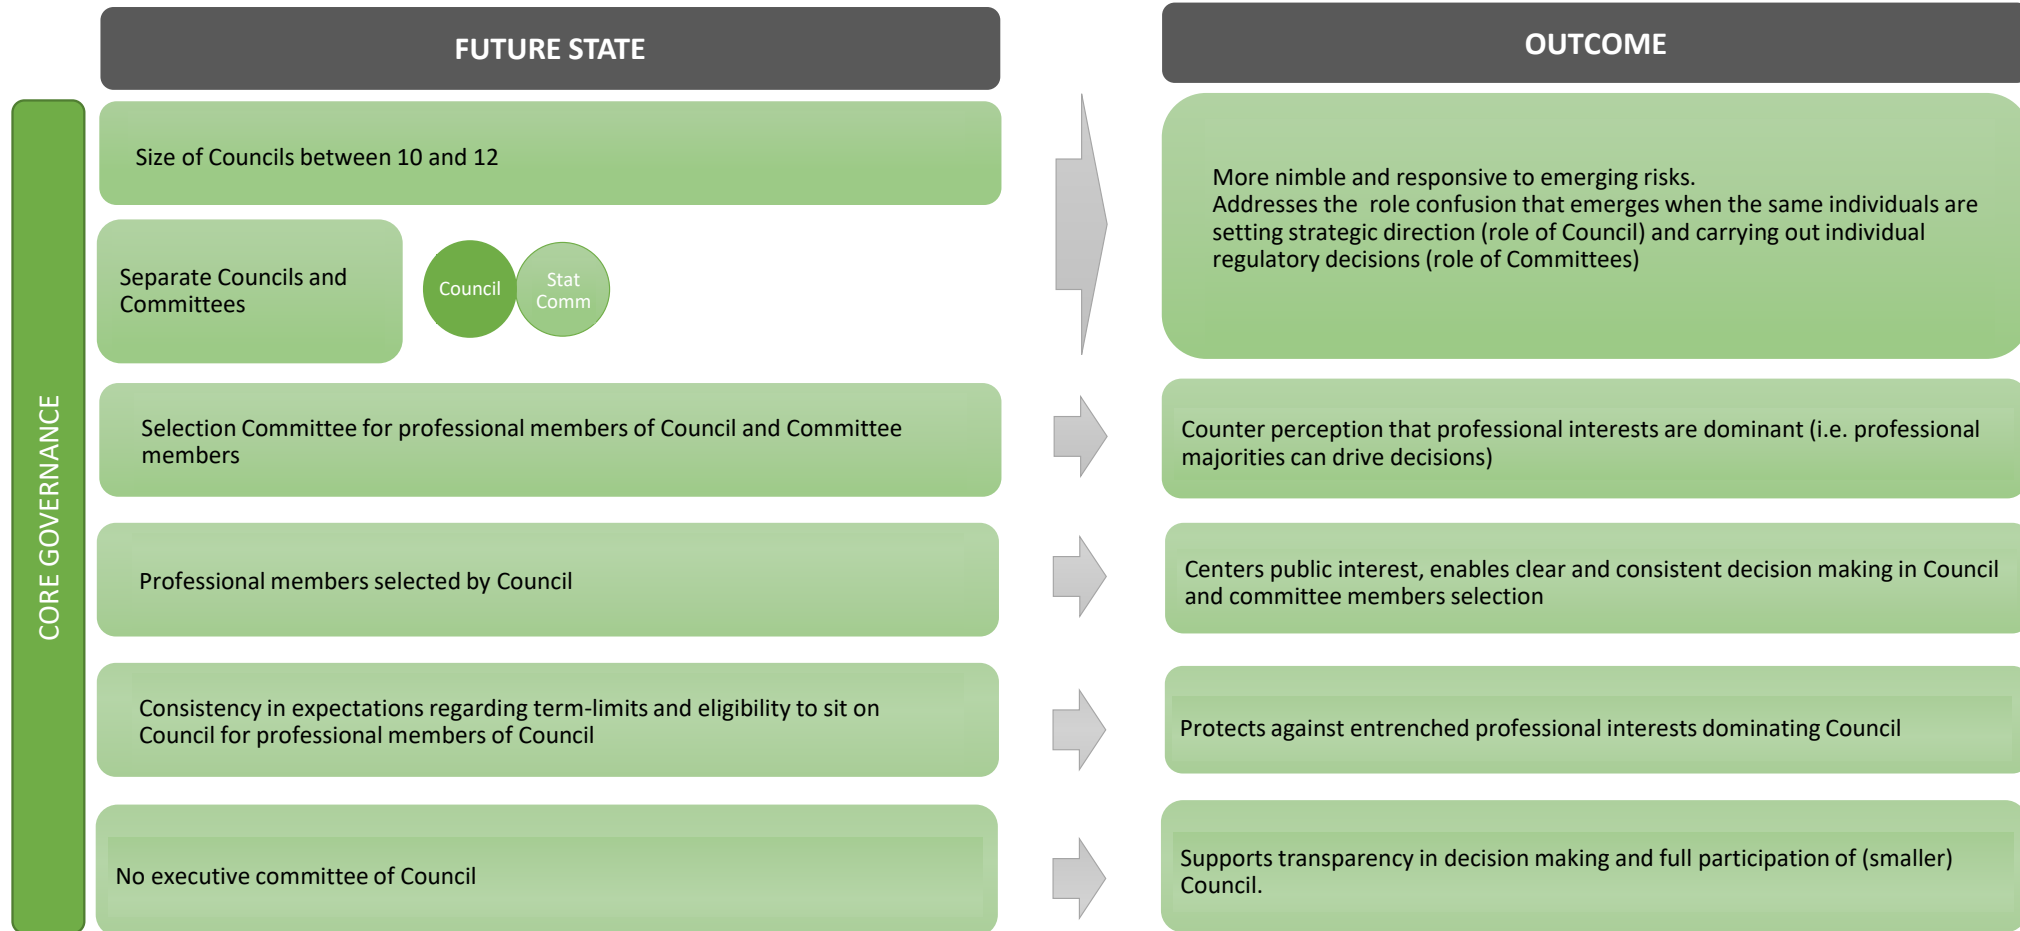 FUTURE STATE
OUTCOME
CORE GOVERNANCE
Size of Councils between 10 and 12
Separate Councils and
Committees
Council
Stat
Comm
More nimble and responsive to emerging risks.
Addresses the  role confusion that emerges when the same individuals are
setting strategic direction (role of Council) and carrying out individual
regulatory decisions (role of Committees)
Selection Committee for professional members of Council and Committee
members
Counter perception that professional interests are dominant (i.e. professional
majorities can drive decisions)
Professional members selected by Council
Centers public interest, enables clear and consistent decision making in Council
and committee members selection
Consistency in expectations regarding term-limits and eligibility to sit on
Council for professional members of Council
Protects against entrenched professional interests dominating Council
No executive committee of Council
Supports transparency in decision making and full participation of (smaller)
Council.